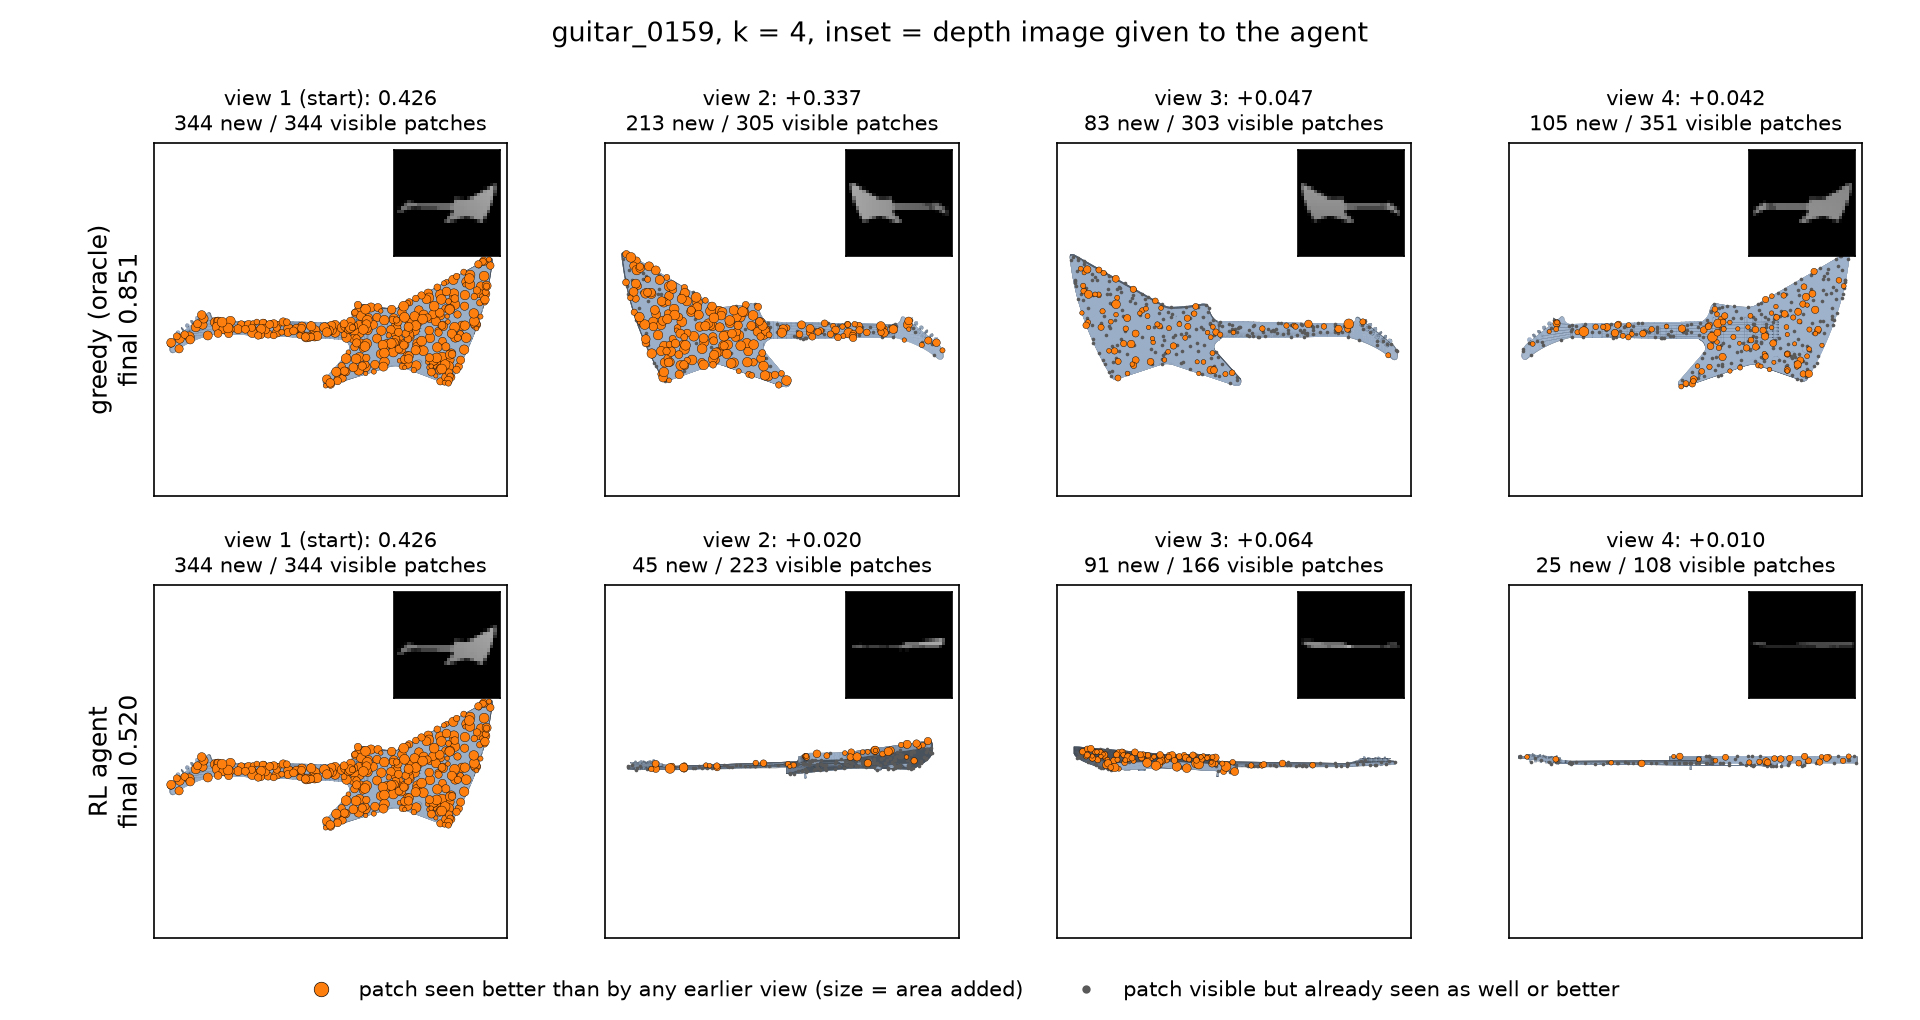 guitar_0159, k = 4, inset = depth image given to the agent
view 1 (start): 0.426
344 new / 344 visible patches
view 2: +0.337
213 new / 305 visible patches
view 3: +0.047
83 new / 303 visible patches
view 4: +0.042
105 new / 351 visible patches
greedy (oracle)
final 0.851
view 1 (start): 0.426
344 new / 344 visible patches
view 2: +0.020
45 new / 223 visible patches
view 3: +0.064
91 new / 166 visible patches
view 4: +0.010
25 new / 108 visible patches
RL agent
final 0.520
patch seen better than by any earlier view (size = area added)
patch visible but already seen as well or better